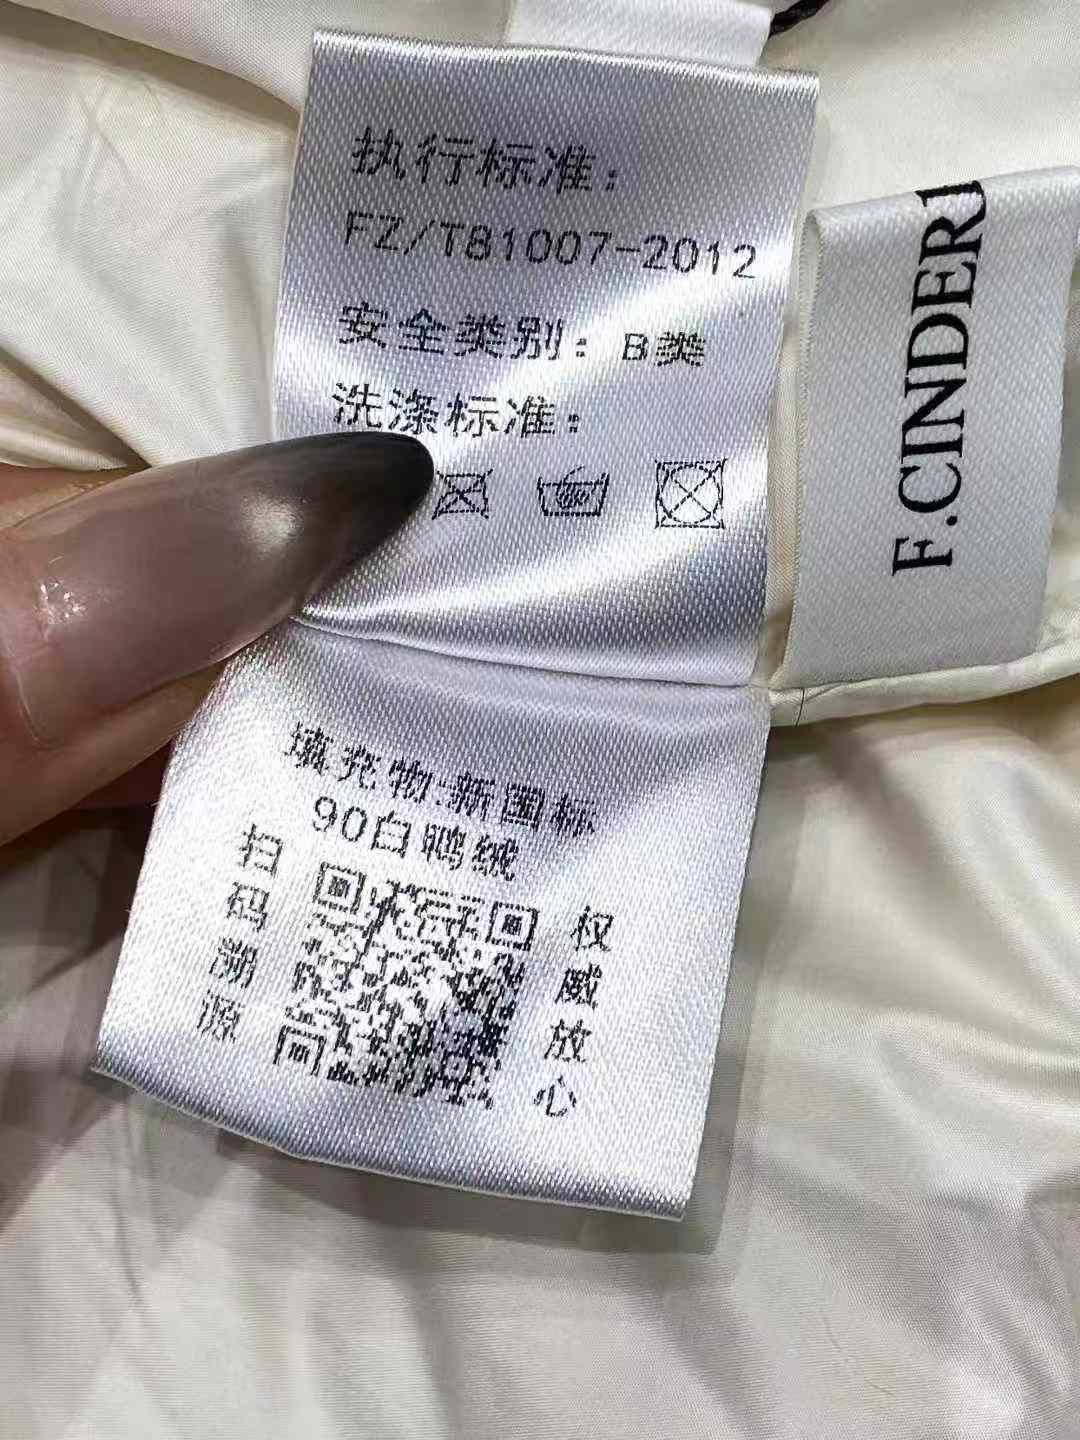 执行标准:
FZ/T81007-2012
安全类别: B类
洗涤标准:
填充物:新国标
90白鸭绒
扫码溯源
权威放心
F.CINDER